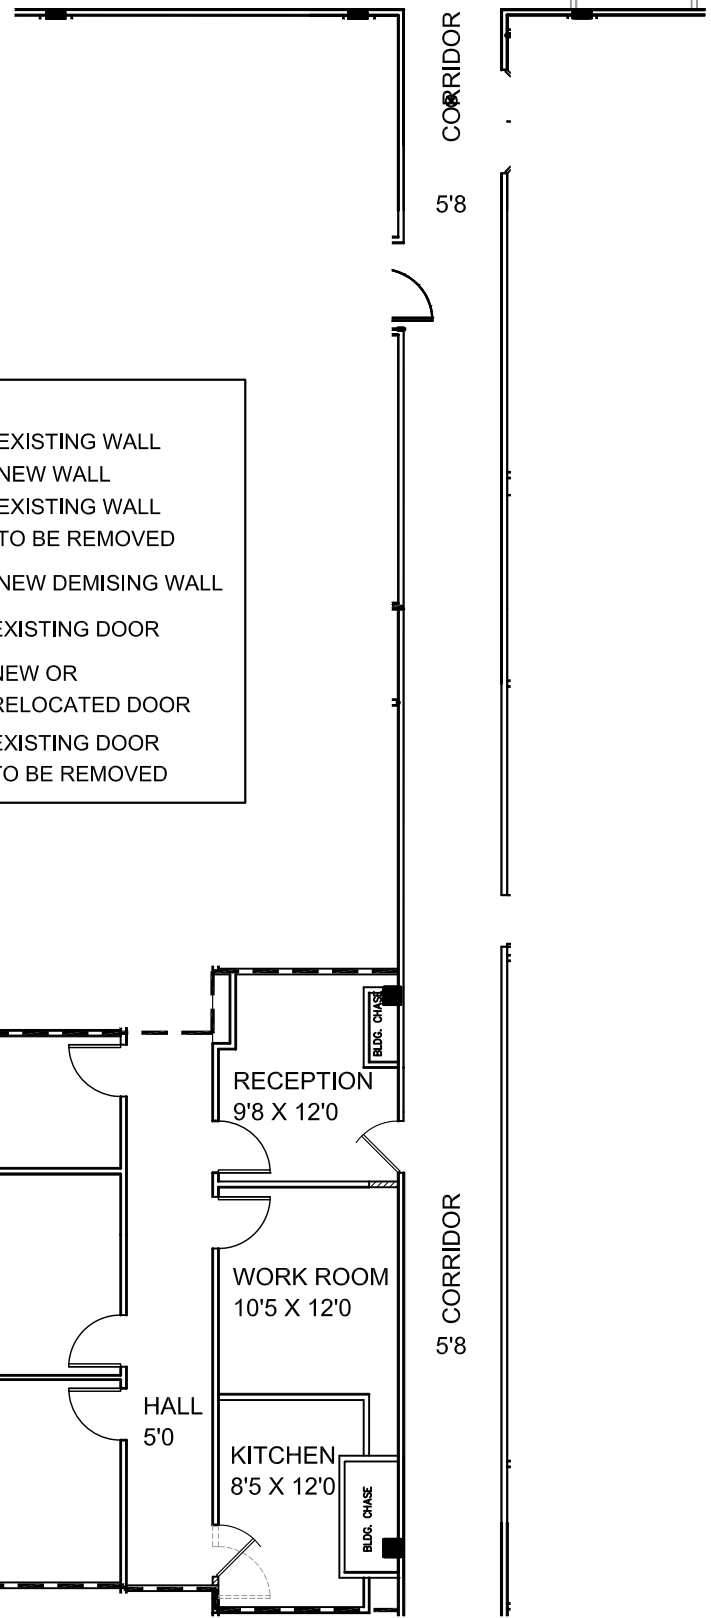 CORRIDOR
5'8
EXISTING WALL
NEW WALL
EXISTING WALL
TO BE REMOVED
NEW DEMISING WALL
EXISTING DOOR
NEW OR
RELOCATED DOOR
EXISTING DOOR
TO BE REMOVED
BLDG. CHASE
RECEPTION
9'8 X 12'0
CORRIDOR
5'8
WORK ROOM
10'5 X 12'0
HALL
5'0
KITCHEN
8'5 X 12'0
BLDG. CHASE